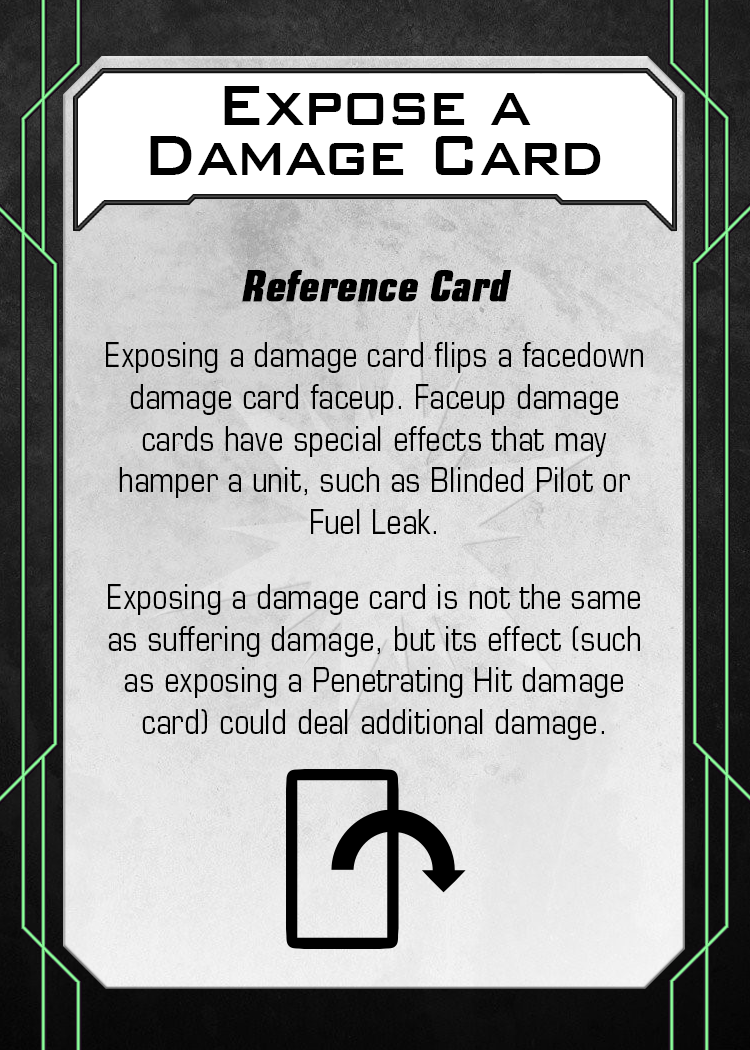 Expose a
Damage Card
Reference Card
Exposing a damage card flips a facedown
damage card faceup. Faceup damage
cards have special effects that may
hamper a unit, such as Blinded Pilot or
Fuel Leak.
Exposing a damage card is not the same
as suffering damage, but its effect (such
as exposing a Penetrating Hit damage
card) could deal additional damage.